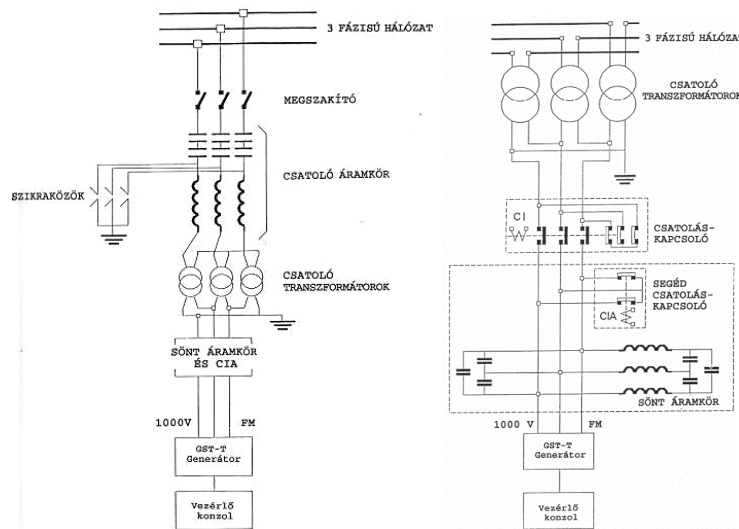 3 FÁZISÚ HÁLÓZAT
MEGSZAKÍTÓ
SZIKRAKÖZÖK
CSATOLÓ ÁRAMKÖR
CSATOLÓ
TRANSZFORMÁTOROK
SÖNT ÁRAMKÖR
ÉS CIA
1000V
FM
GST-T
Generátor
Vezérlő
konzol
3 FÁZISÚ HÁLÓZAT
CSATOLÓ
TRANSZFORMÁTOROK
CI
CSATOLÁS-
KAPCSOLÓ
SEGÉD
CSATOLÁS-
KAPCSOLÓ
CIA
SÖNT ÁRAMKÖR
1000 V
FM
GST-T
Generátor
Vezérlő
konzol